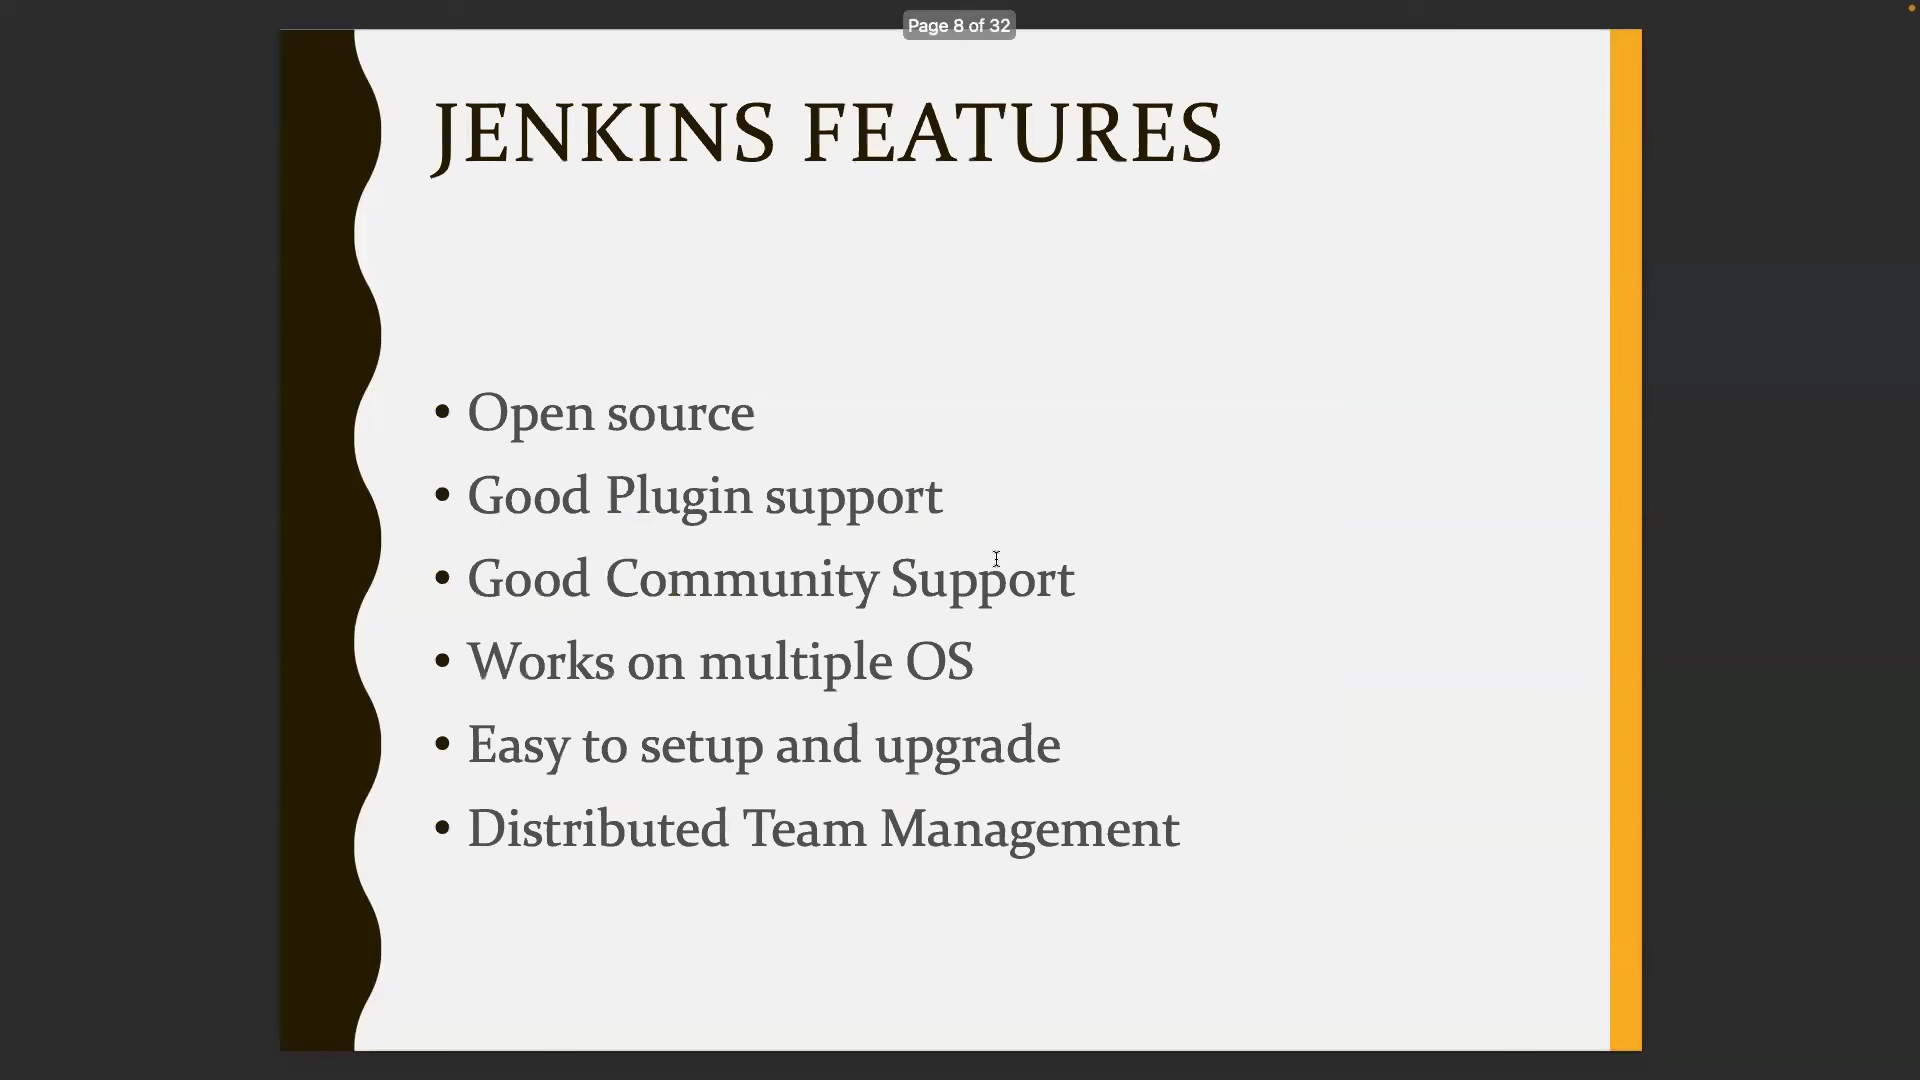 Page 8 of 32
JENKINS FEATURES
• Open source
• Good Plugin support
• Good Community Support
• Works on multiple OS
• Easy to setup and upgrade
• Distributed Team Management